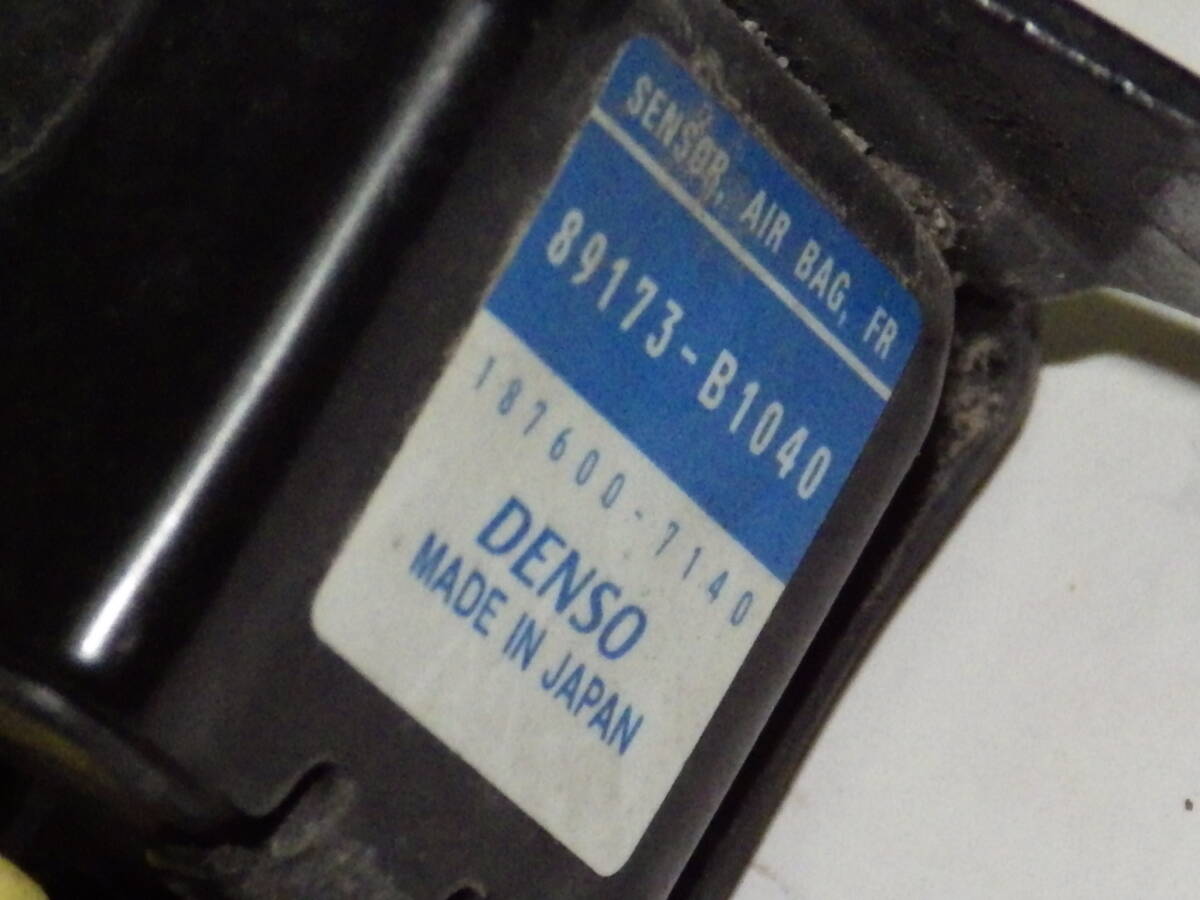 SENSOR, AIR BAG, FR
89173-B1040
187600-7140
DENSO
MADE IN JAPAN